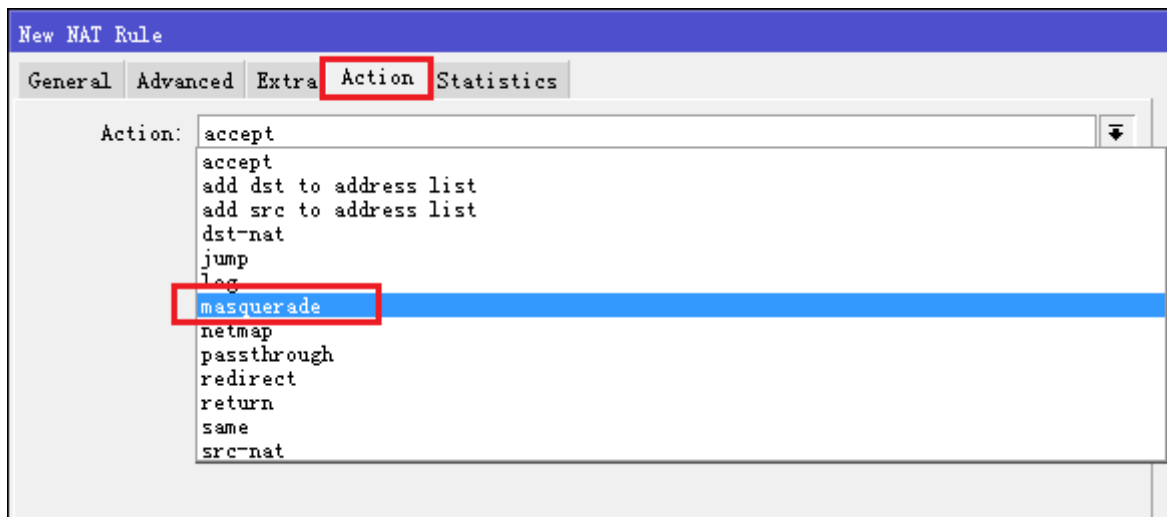 New NAT Rule
General Advanced Extra Action Statistics
Action: accept
accept
add dst to address list
add src to address list
dst-nat
jump
log
masquerade
netmap
passthrough
redirect
return
same
src-nat